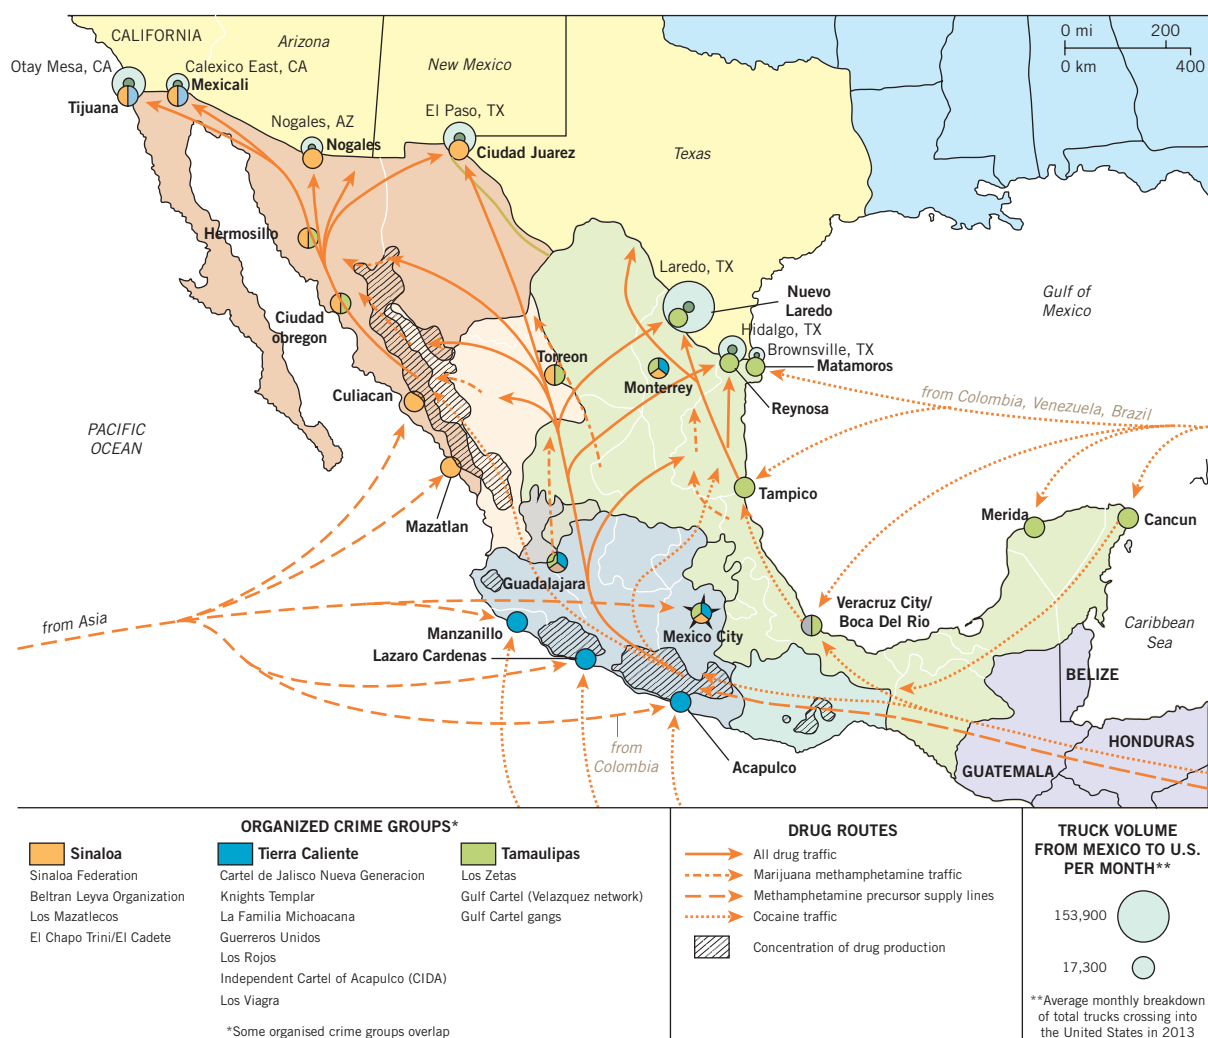 CALIFORNIA
Arizona
0 mi 200
0 km 400
Otay Mesa, CA
Calexico East, CA
New Mexico
Mexicali
Tijuana
El Paso, TX
Nogales, AZ
Nogales
Ciudad Juarez
Texas
Hermosillo
Laredo, TX
Nuevo
Laredo
Gulf of
Mexico
Ciudad
obregon
Hidalgo, TX
Brownsville, TX
Torreon
Matamoros
Monterrey
Culiacan
from Colombia, Venezuela, Brazil
Reynosa
PACIFIC
OCEAN
Tampico
Mazatlan
Merida
Cancun
Guadalajara
from Asia
Veracruz City/
Boca Del Rio
Manzanillo
Mexico City
Caribbean
Sea
Lazaro Cardenas
BELIZE
from
Colombia
HONDURAS
Acapulco
GUATEMALA
ORGANIZED CRIME GROUPS*
Sinaloa
Sinaloa Federation
Beltran Leyva Organization
Los Mazatlecos
El Chapo Trini/El Cadete
Tierra Caliente
Cartel de Jalisco Nueva Generacion
Knights Templar
La Familia Michoacana
Guerreros Unidos
Los Rojos
Independent Cartel of Acapulco (CIDA)
Los Viagra
Tamaulipas
Los Zetas
Gulf Cartel (Velazquez network)
Gulf Cartel gangs
*Some organised crime groups overlap
DRUG ROUTES
All drug traffic
Marijuana methamphetamine traffic
Methamphetamine precursor supply lines
Cocaine traffic
Concentration of drug production
TRUCK VOLUME
FROM MEXICO TO U.S.
PER MONTH**
153,900
17,300
**Average monthly breakdown
of total trucks crossing into
the United States in 2013